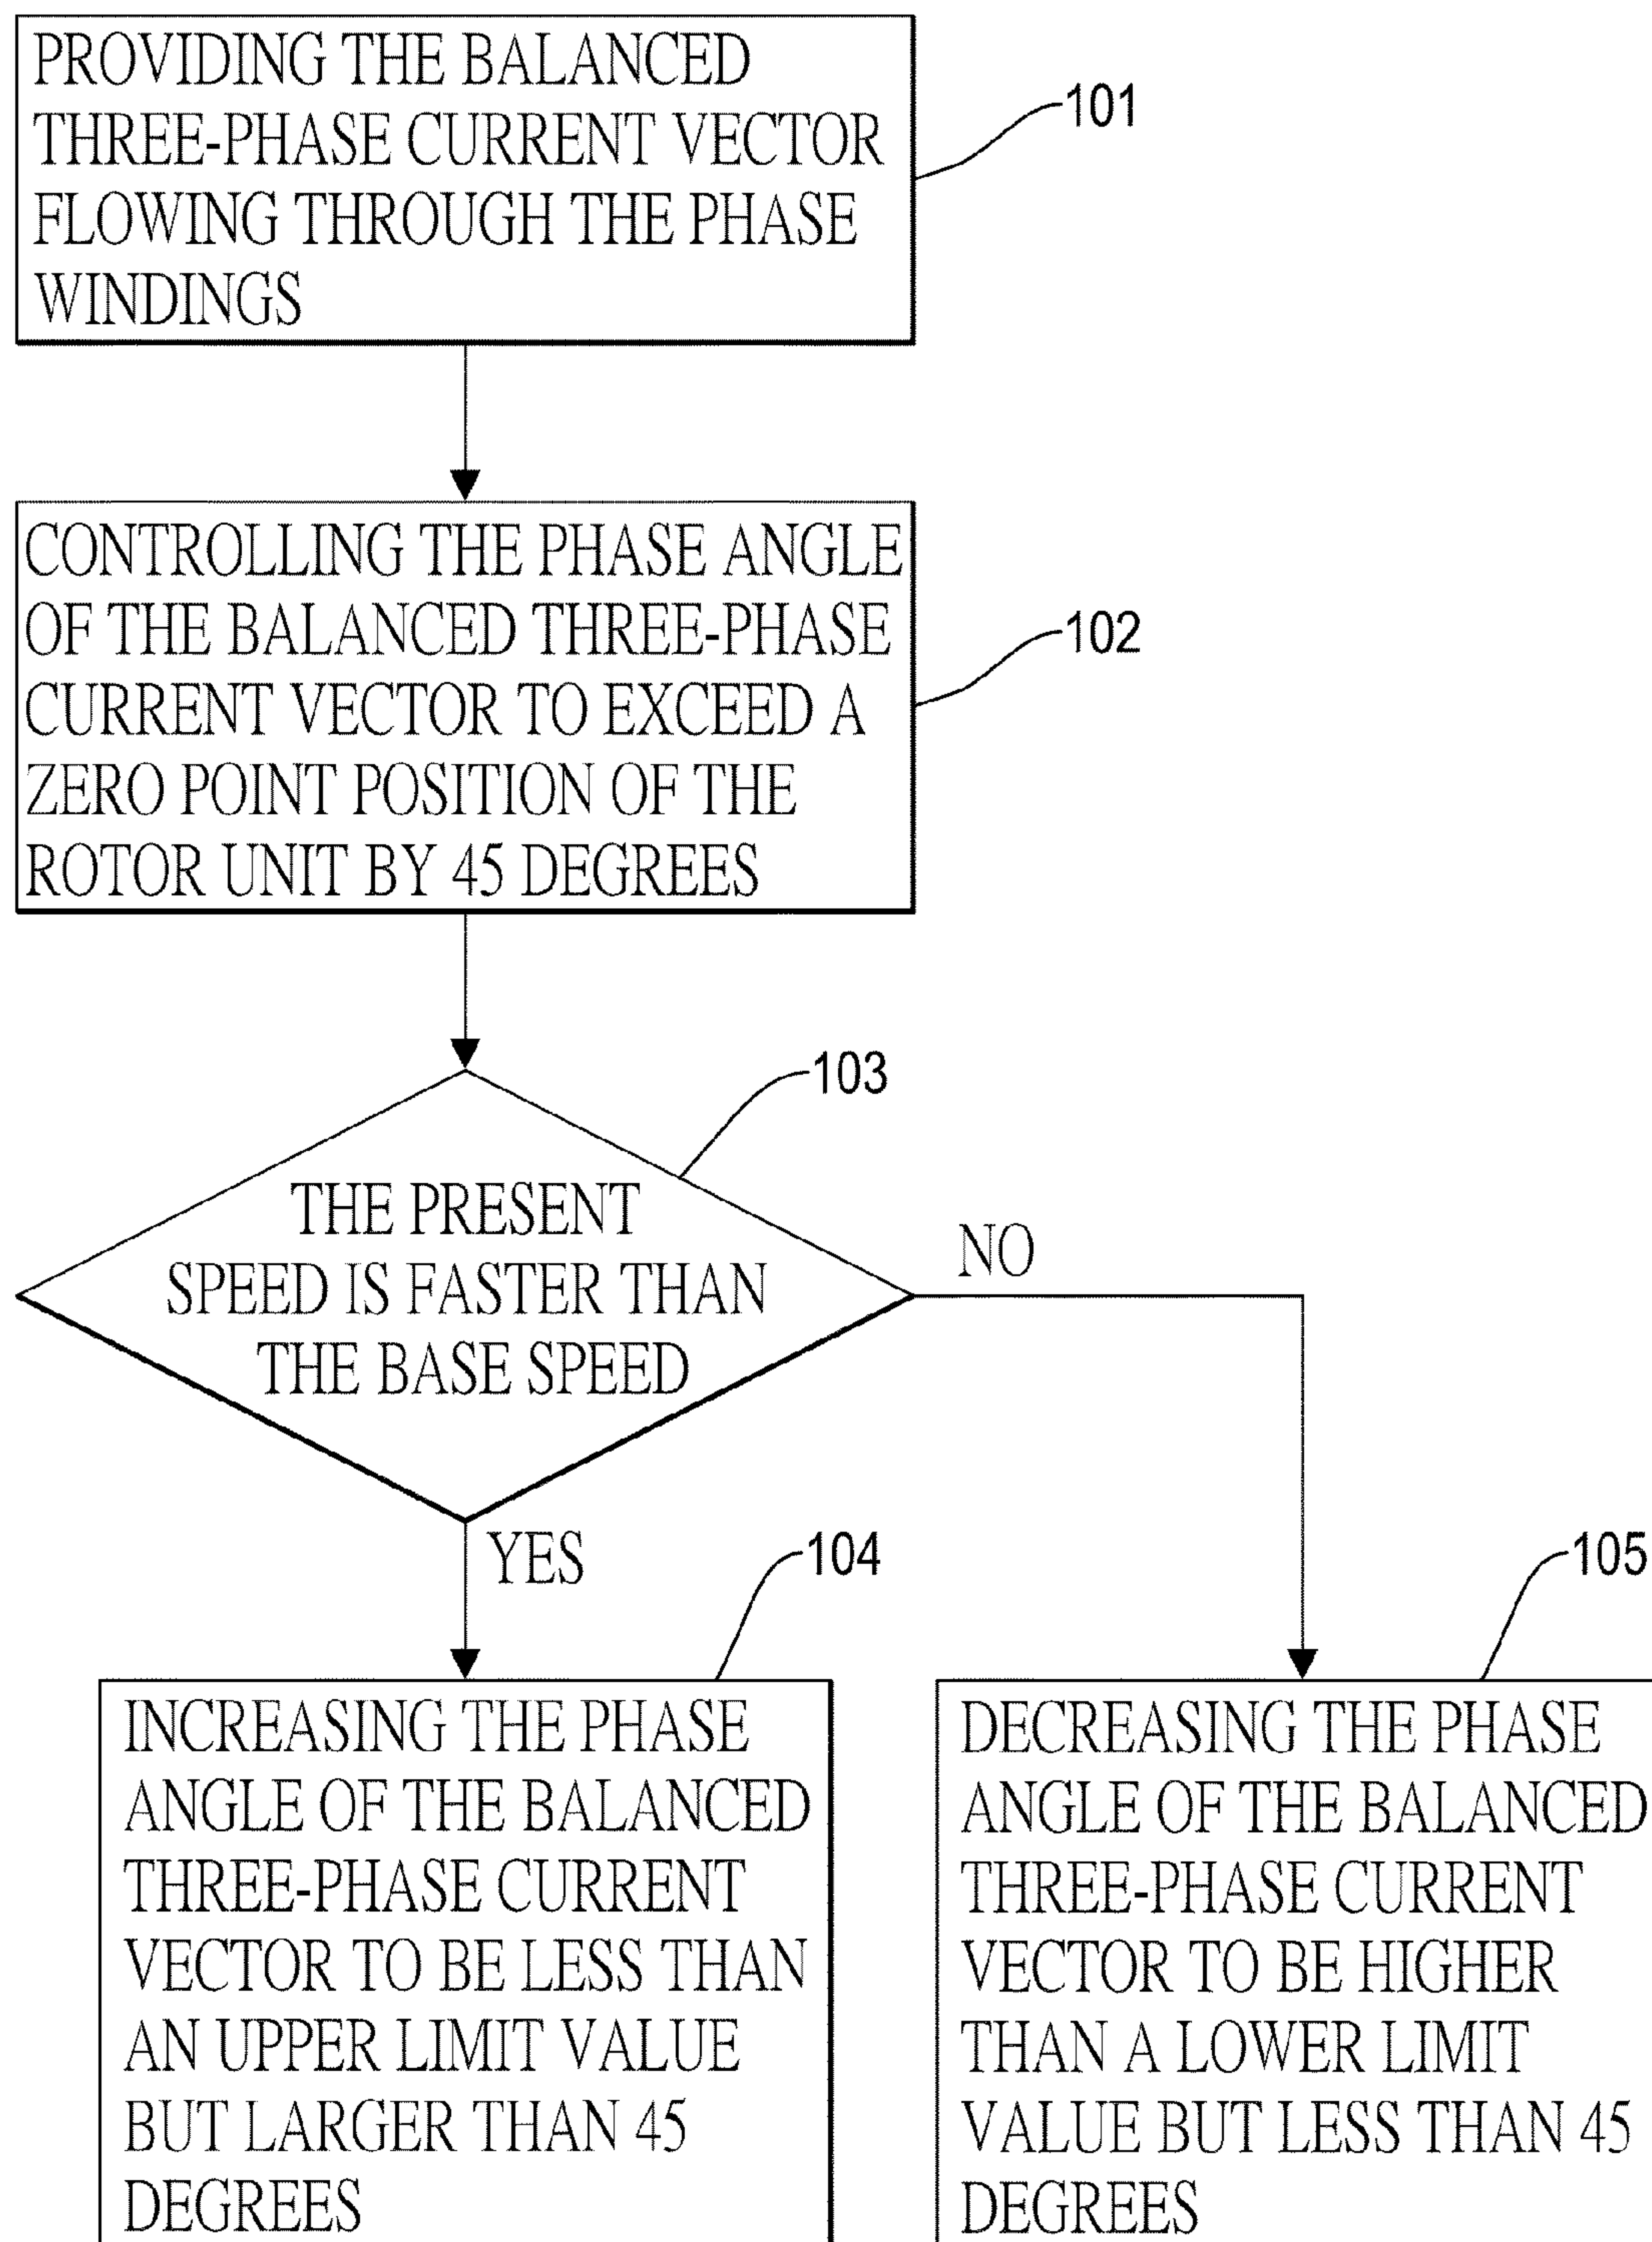 PROVIDING THE BALANCED
THREE-PHASE CURRENT VECTOR
FLOWING THROUGH THE PHASE
WINDINGS
101
CONTROLLING THE PHASE ANGLE
OF THE BALANCED THREE-PHASE
CURRENT VECTOR TO EXCEED A
ZERO POINT POSITION OF THE
ROTOR UNIT BY 45 DEGREES
102
103
THE PRESENT
SPEED IS FASTER THAN
THE BASE SPEED
NO
YES
104
INCREASING THE PHASE
ANGLE OF THE BALANCED
THREE-PHASE CURRENT
VECTOR TO BE LESS THAN
AN UPPER LIMIT VALUE
BUT LARGER THAN 45
DEGREES
105
DECREASING THE PHASE
ANGLE OF THE BALANCED
THREE-PHASE CURRENT
VECTOR TO BE HIGHER
THAN A LOWER LIMIT
VALUE BUT LESS THAN 45
DEGREES